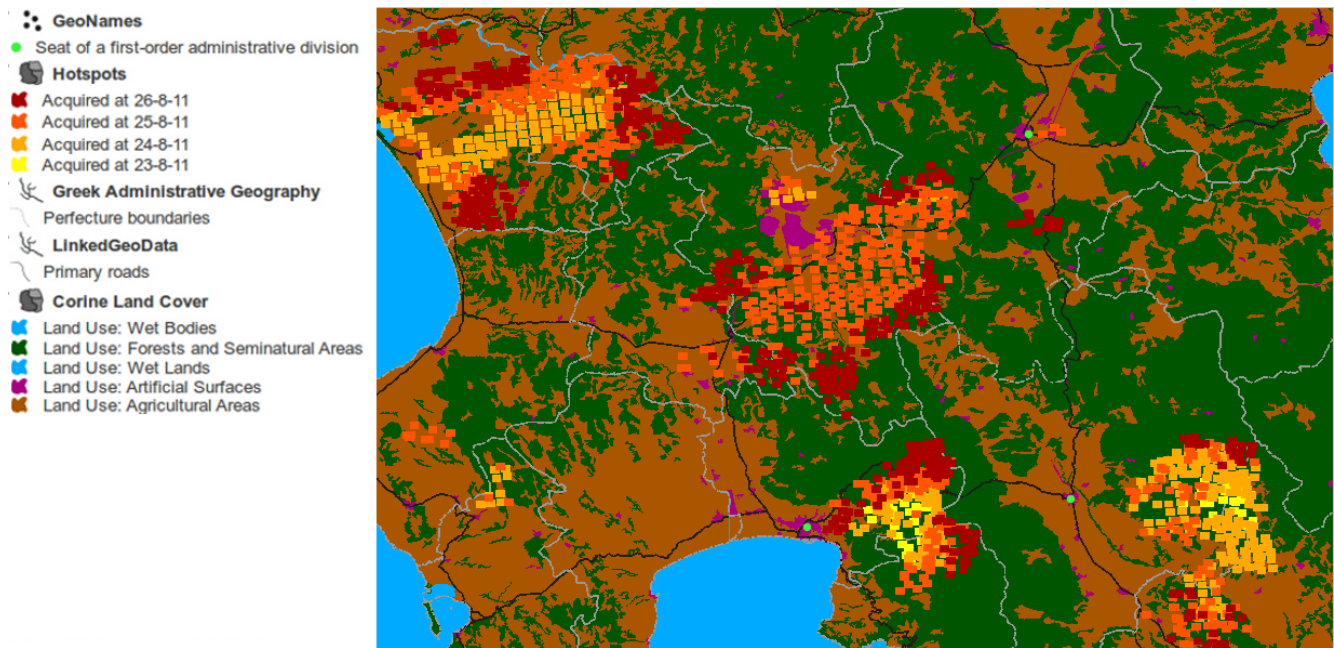 GeoNames
Seat of a first-order administrative division
Hotspots
Acquired at 26-8-11
Acquired at 25-8-11
Acquired at 24-8-11
Acquired at 23-8-11
Greek Administrative Geography
Perfecture boundaries
LinkedGeoData
Primary roads
Corine Land Cover
Land Use: Wet Bodies
Land Use: Forests and Seminatural Areas
Land Use: Wet Lands
Land Use: Artificial Surfaces
Land Use: Agricultural Areas